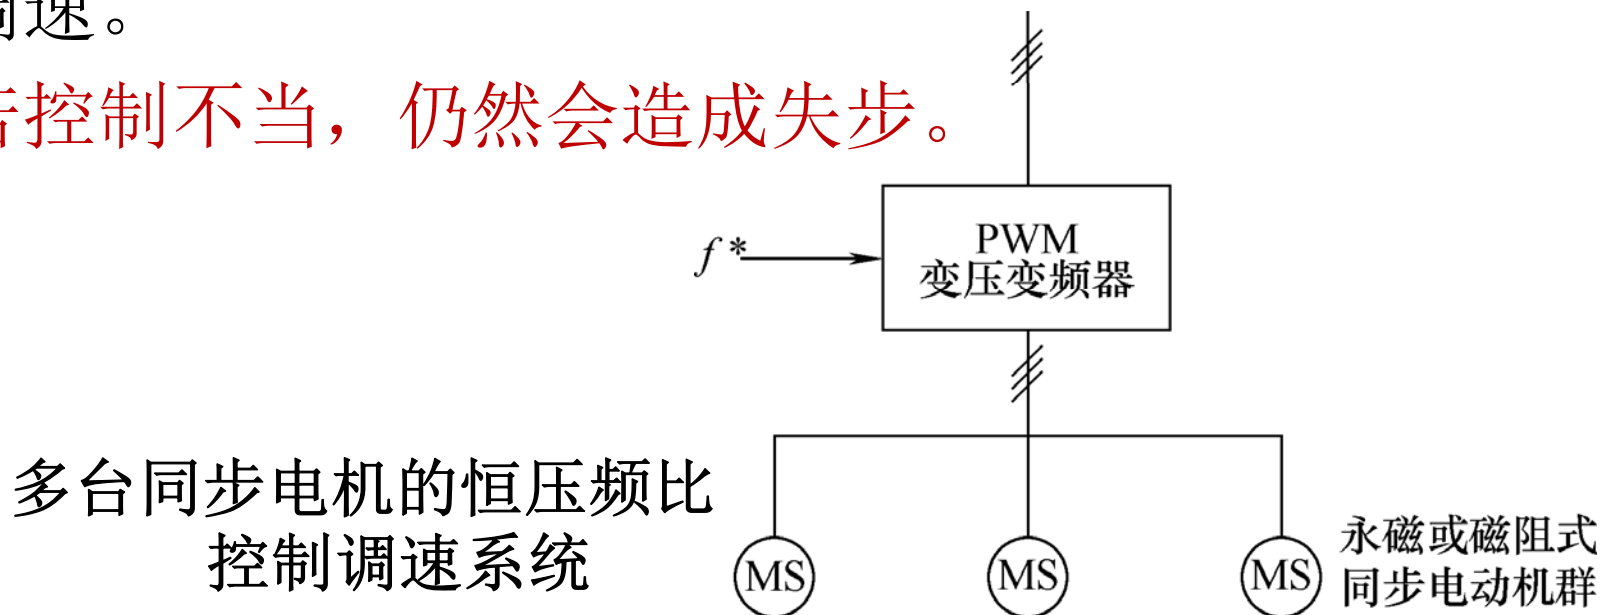 调速。
若控制不当，仍然会造成失步。
f*
PWM
变压变频器
多台同步电机的恒压频比
控制调速系统
MS
MS
MS
永磁或磁阻式
同步电动机群